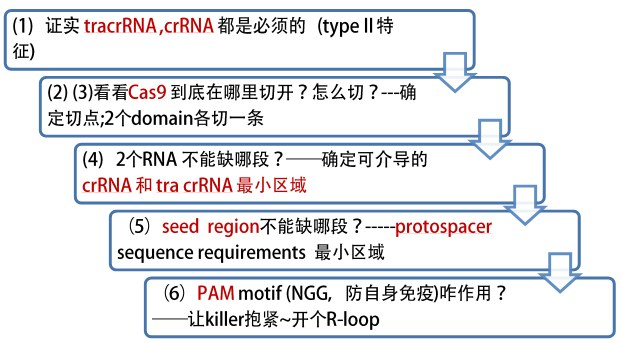 (1) 证实 tracrRNA ,crRNA 都是必须的 (type II 特
征)
(2) (3)看看Cas9 到底在哪里切开？怎么切？---确
定切点;2个domain各切一条
(4) 2个RNA 不能缺哪段？——确定可介导的
crRNA 和 tra crRNA 最小区域
（5）seed region不能缺哪段？-----protospacer
sequence requirements 最小区域
（6）PAM motif (NGG, 防自身免疫)咋作用？
——让killer抱紧~开个R-loop